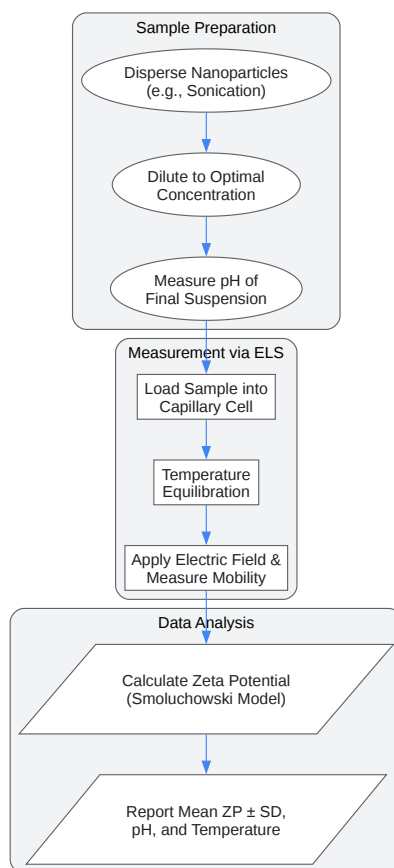 Sample Preparation
Disperse Nanoparticles
(e.g., Sonication)
Dilute to Optimal
Concentration
Measure pH of
Final Suspension
Measurement via ELS
Load Sample into
Capillary Cell
Temperature
Equilibration
Apply Electric Field &
Measure Mobility
Data Analysis
Calculate Zeta Potential
(Smoluchowski Model)
Report Mean ZP ± SD,
pH, and Temperature